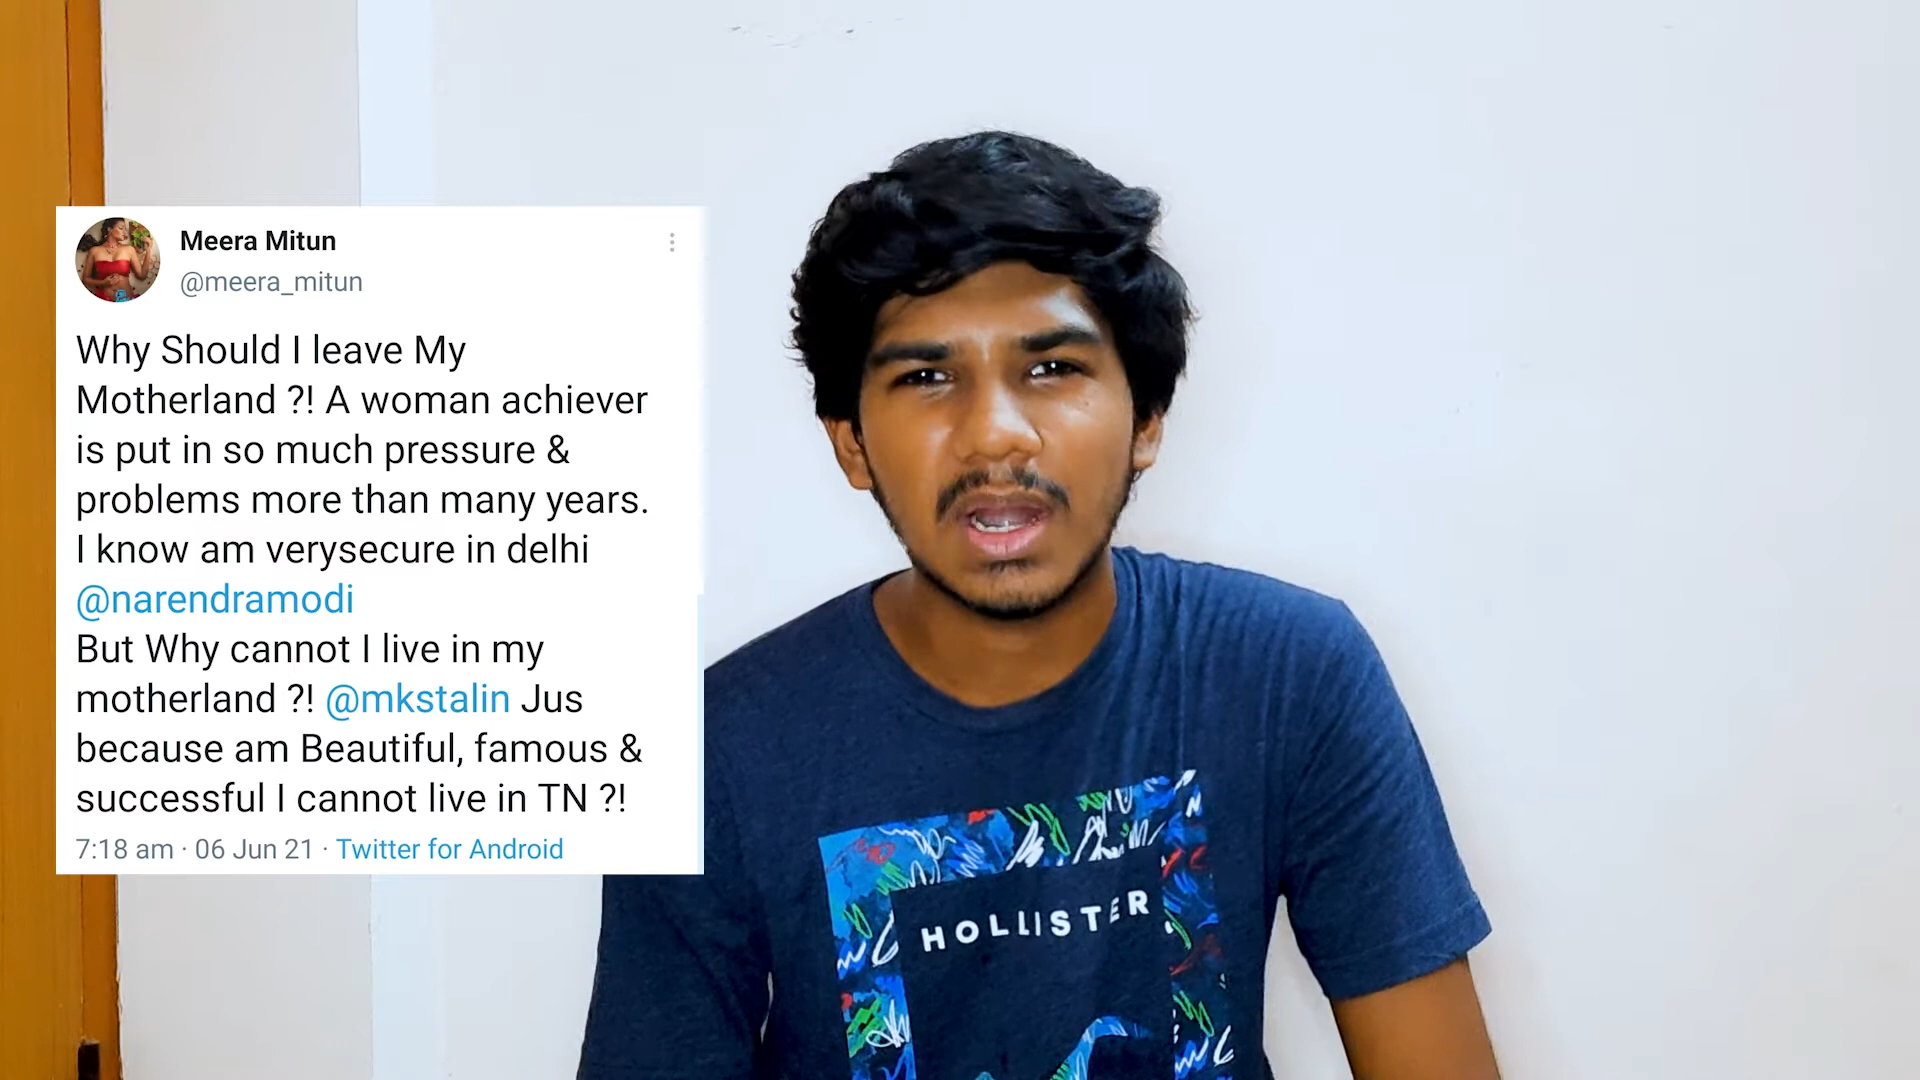 Meera Mitun
@meera_mitun
Why Should I leave My
Motherland ?! A woman achiever
is put in so much pressure &
problems more than many years.
I know am verysecure in delhi
@narendramodi
But Why cannot I live in my
motherland ?! @mkstalin Jus
because am Beautiful, famous &
successful I cannot live in TN ?!
7:18 am · 06 Jun 21 · Twitter for Android
HOLLISTER